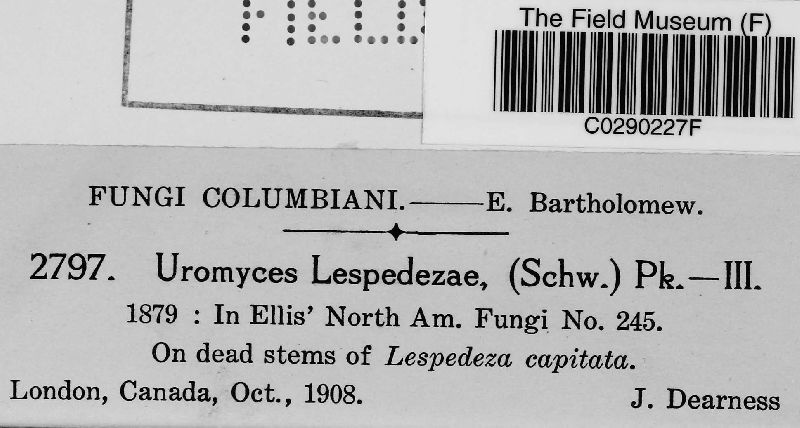 The Field Museum (F)
C0290227F
FUNGI COLUMBIANI.——E. Bartholomew.
2797. Uromyces Lespedezae, (Schw.) Pk.—III.
1879 : In Ellis' North Am. Fungi No. 245.
On dead stems of Lespedeza capitata.
London, Canada, Oct., 1908. J. Dearness